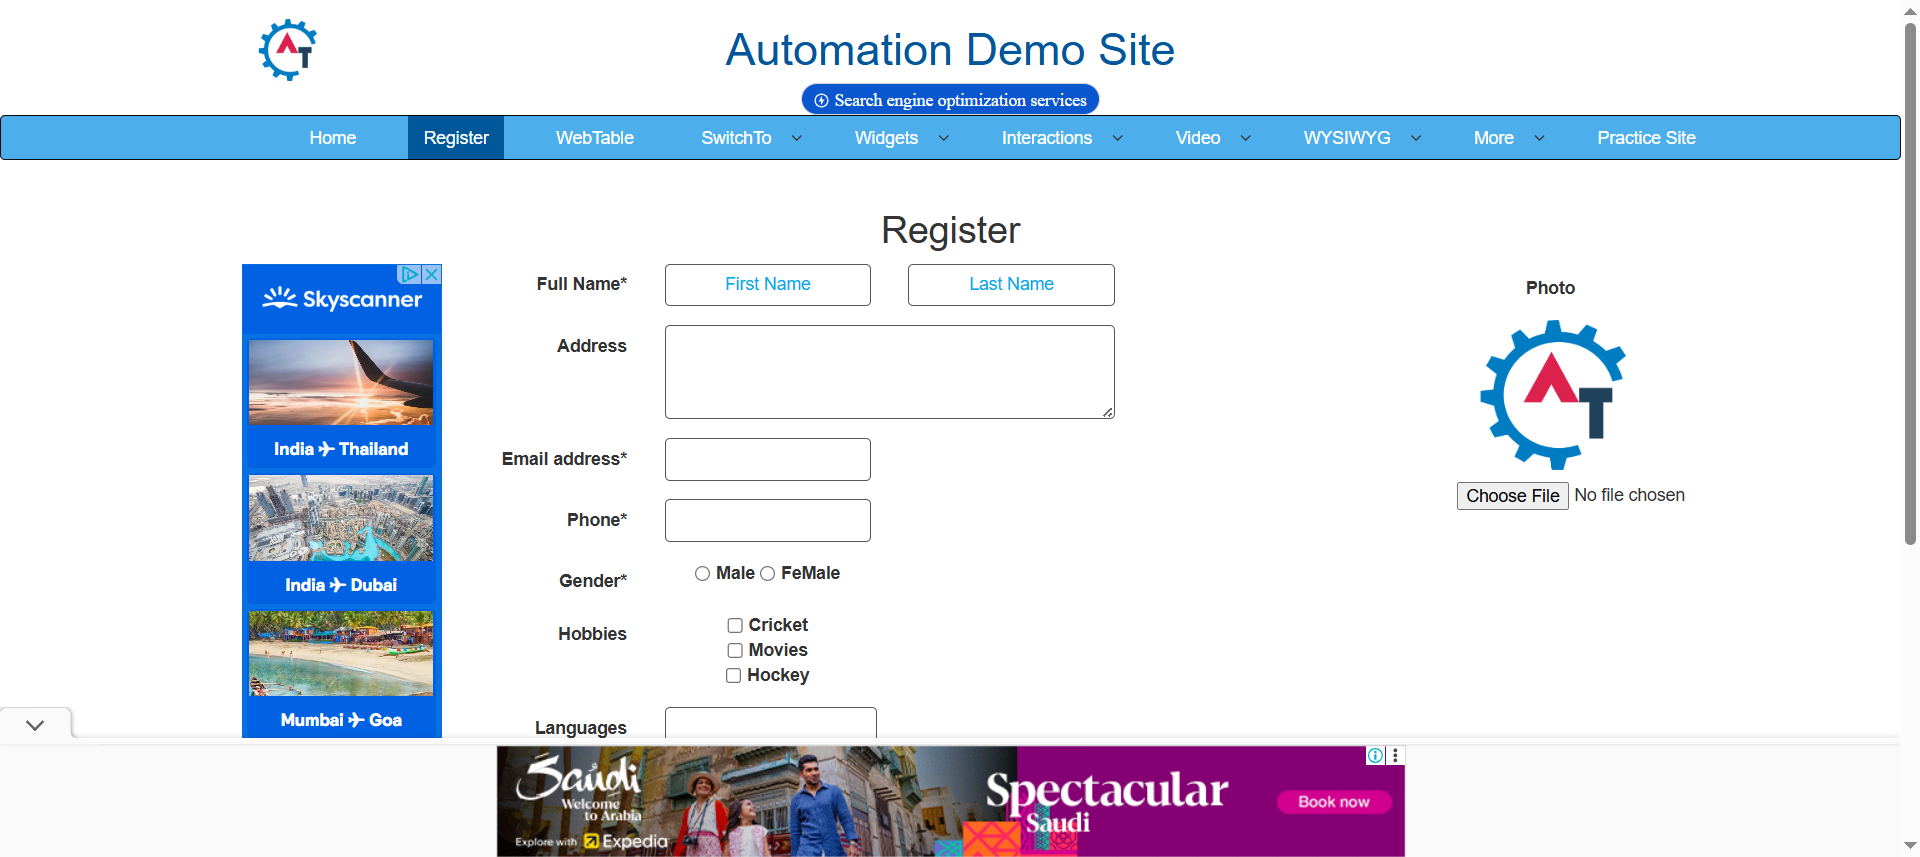 AT
Automation Demo Site
Search engine optimization services
Home Register WebTable SwitchTo Widgets Interactions Video WYSIWYG More Practice Site
Register
Skyscanner
India Thailand
India Dubai
Mumbai Goa
Full Name* First Name Last Name
Address
Email address*
Phone*
Gender* Male FeMale
Hobbies Cricket
Movies
Hockey
Languages
Photo
AT
Choose File No file chosen
Saudi
Welcome
to Arabia
Explore with Expedia
Spectacular
Saudi
Book now